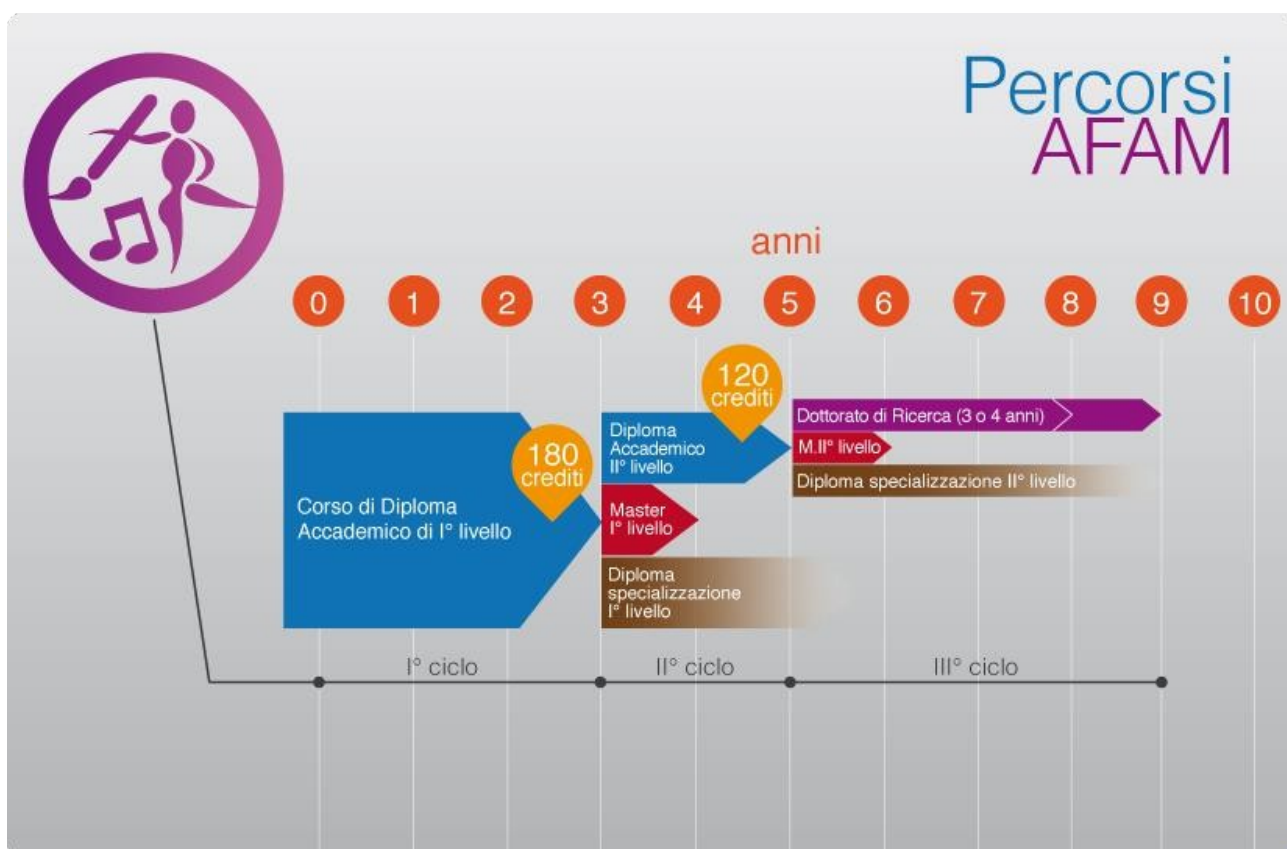 Percorsi
AFAM
anni
0 1 2 3 4 5 6 7 8 9 10
180
crediti
120
crediti
Corso di Diploma
Accademico di I° livello
Diploma
Accademico
II° livello
Master
I° livello
Diploma
specializzazione
I° livello
Dottorato di Ricerca (3 o 4 anni)
M.II° livello
Diploma specializzazione II° livello
I° ciclo II° ciclo III° ciclo